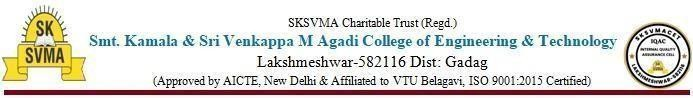 SK
SVMA
SKSVMA Charitable Trust (Regd.)
Smt. Kamala & Sri Venkappa M Agadi College of Engineering & Technology
Lakshmeshwar-582116 Dist: Gadag
(Approved by AICTE, New Delhi & Affiliated to VTU Belagavi, ISO 9001:2015 Certified)
SKSVMACET
IQAC
INTERNAL QUALITY
ASSURANCE CELL